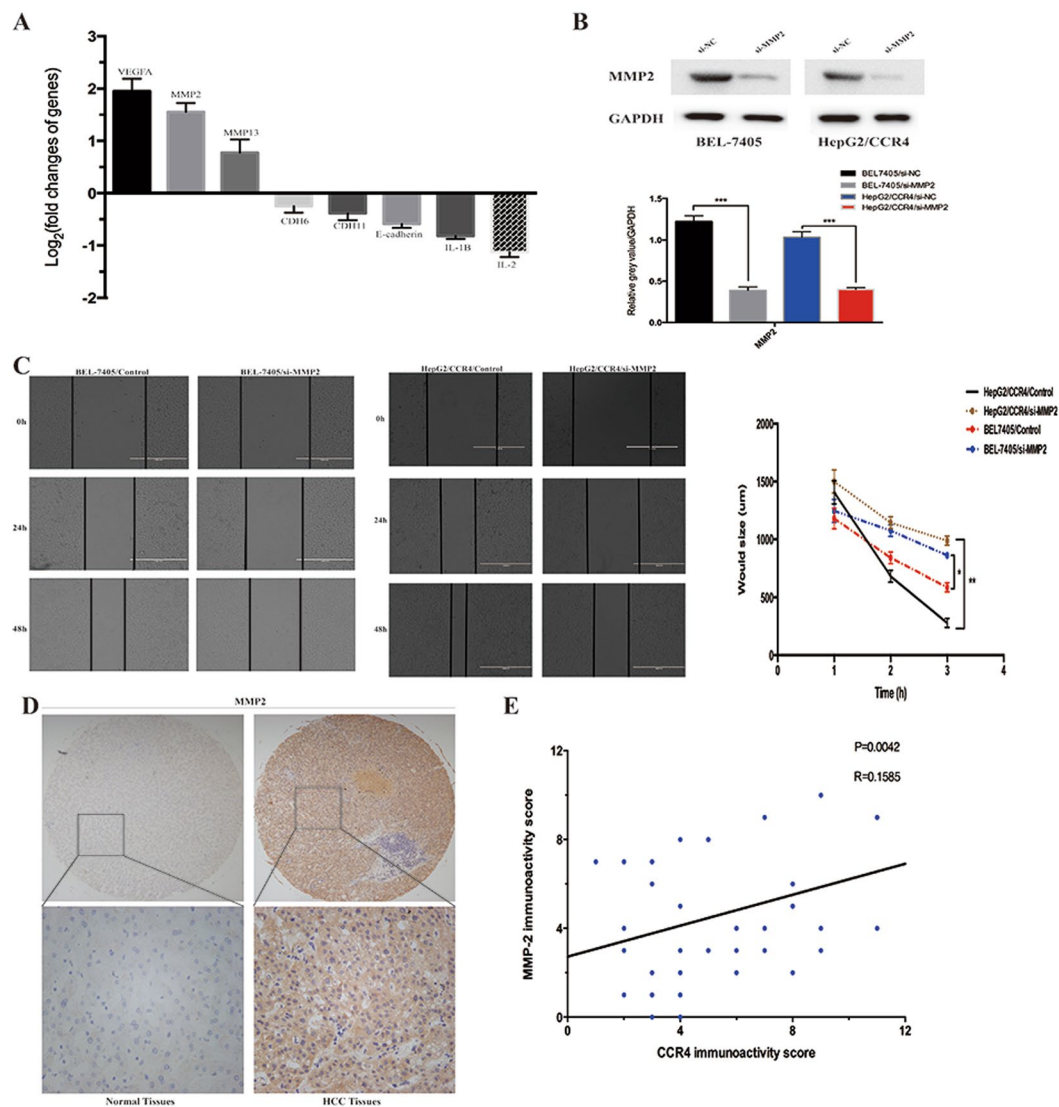 A
Log2(fold changes of genes)
3
2
1
0
-1
-2
VEGFA
MMP2
MMP13
CDH6
CDH11
E-cadherin
IL-1B
IL-2
B
si-NC
si-MMP2
si-NC
si-MMP2
MMP2
GAPDH
BEL-7405
HepG2/CCR4
BEL7405/si-NC
BEL-7405/si-MMP2
HepG2/CCR4/si-NC
HepG2/CCR4/si-MMP2
Relative grey value/GAPDH
1.5
1.0
0.5
0.0
***
***
MMP2
C
BEL-7405/Control
BEL-7405/si-MMP2
HepG2/CCR4/Control
HepG2/CCR4/si-MMP2
0h
24h
48h
0h
24h
48h
HepG2/CCR4/Control
HepG2/CCR4/si-MMP2
BEL7405/Control
BEL-7405/si-MMP2
Would size (um)
2000
1500
1000
500
0
*
**
0 1 2 3 4
Time (h)
D
MMP2
Normal Tissues
HCC Tissues
E
P=0.0042
R=0.1585
MMP-2 immunoactivity score
12
8
4
0
0 4 8 12
CCR4 immunoactivity score